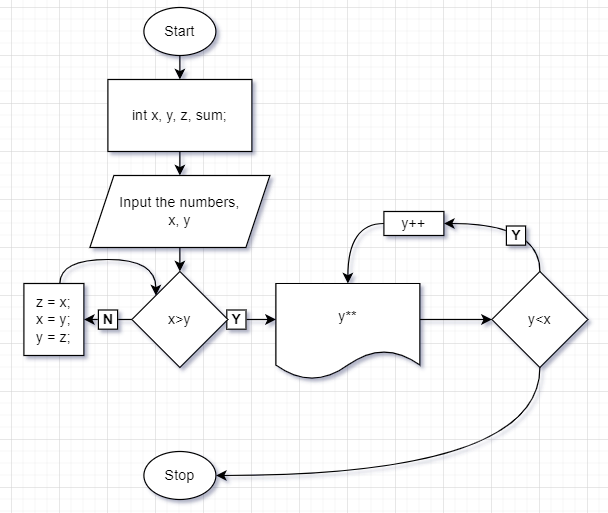 Start
int x, y, z, sum;
Input the numbers,
x, y
y++
Y
z = x;
x = y;
y = z;
N
x>y
Y
y**
y<x
Stop